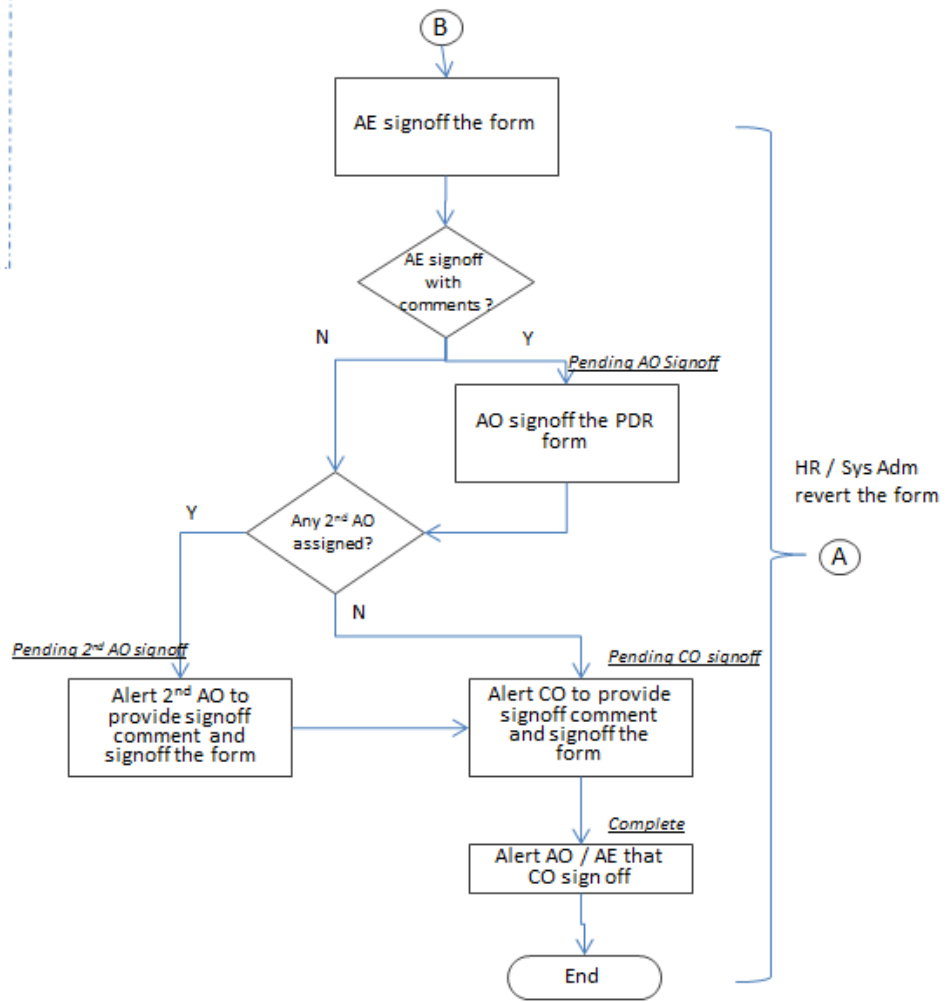 B
AE signoff the form
AE signoff
with
comments ?
N
Y
Pending AO Signoff
AO signoff the PDR
form
HR / Sys Adm
revert the form
A
Y
Any 2nd AO
assigned?
N
Pending 2nd AO signoff
Pending CO signoff
Alert 2nd AO to
provide signoff
comment and
signoff the form
Alert CO to provide
signoff comment
and signoff the
form
Complete
Alert AO / AE that
CO sign off
End